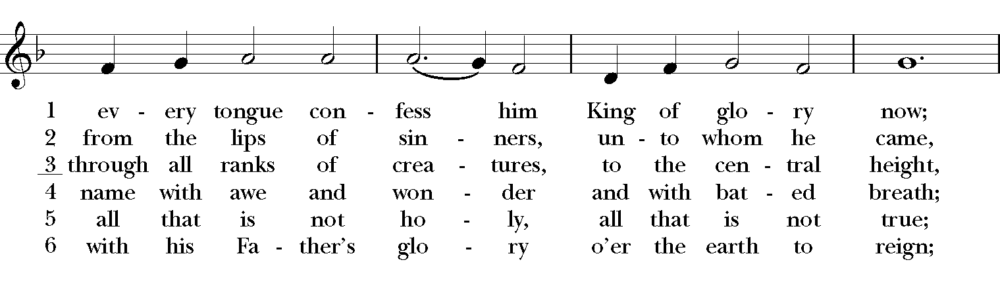 1 ev - ery tongue con - fess him King of glo - ry now;
2 from the lips of sin - ners, un - to whom he came,
3 through all ranks of crea - tures, to the cen - tral height,
4 name with awe and won - der and with bat - ed breath;
5 all that is not ho - ly, all that is not true;
6 with his Fa - ther's glo - ry o'er the earth to reign;